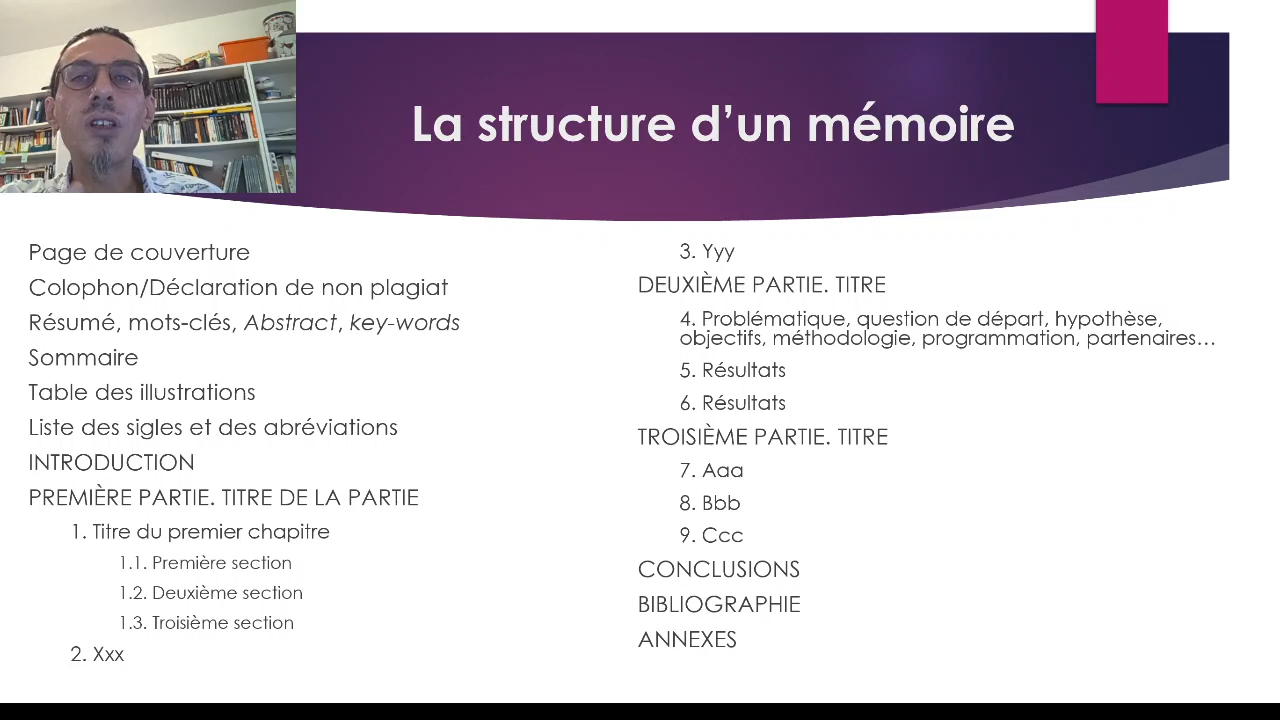 La structure d’un mémoire
Page de couverture
Colophon/Déclaration de non plagiat
Résumé, mots-clés, Abstract, key-words
Sommaire
Table des illustrations
Liste des sigles et des abréviations
INTRODUCTION
PREMIÈRE PARTIE. TITRE DE LA PARTIE
1. Titre du premier chapitre
1.1. Première section
1.2. Deuxième section
1.3. Troisième section
2. Xxx
3. Yyy
DEUXIÈME PARTIE. TITRE
4. Problématique, question de départ, hypothèse,
objectifs, méthodologie, programmation, partenaires…
5. Résultats
6. Résultats
TROISIÈME PARTIE. TITRE
7. Aaa
8. Bbb
9. Ccc
CONCLUSIONS
BIBLIOGRAPHIE
ANNEXES